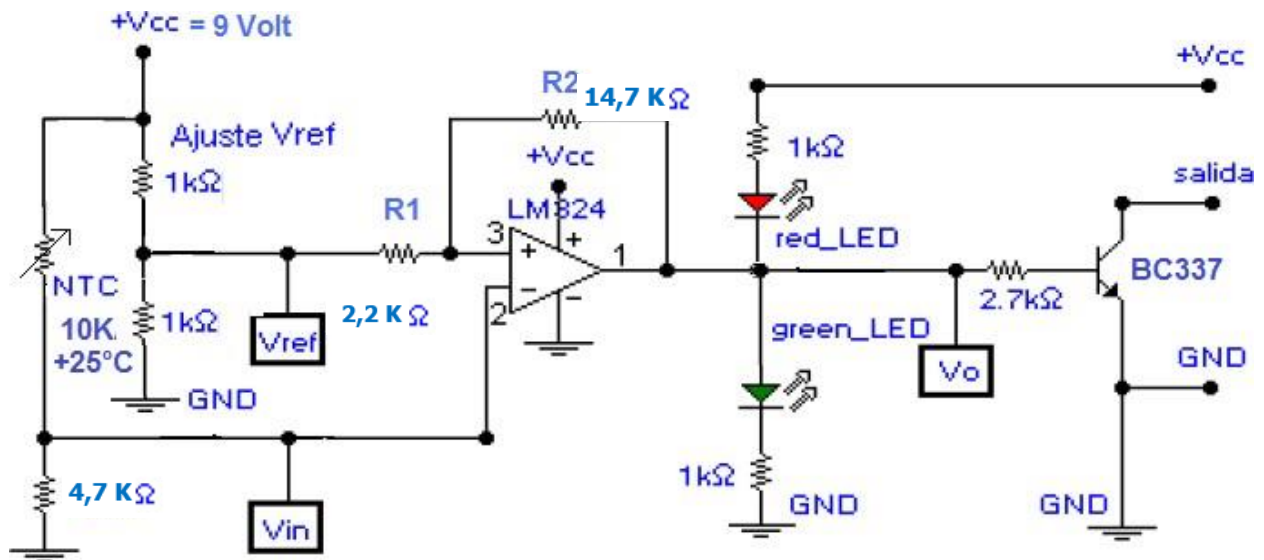 +Vcc = 9 Volt
Ajuste Vref
1kΩ
NTC
10K.
+25°C
1kΩ
GND
4,7 KΩ
Vref
Vin
R1
2,2 KΩ
R2
14,7 KΩ
+Vcc
LM324
3
+
+
1
-
-
2
+Vcc
1kΩ
red_LED
green_LED
1kΩ
GND
Vo
2.7kΩ
salida
BC337
GND
GND